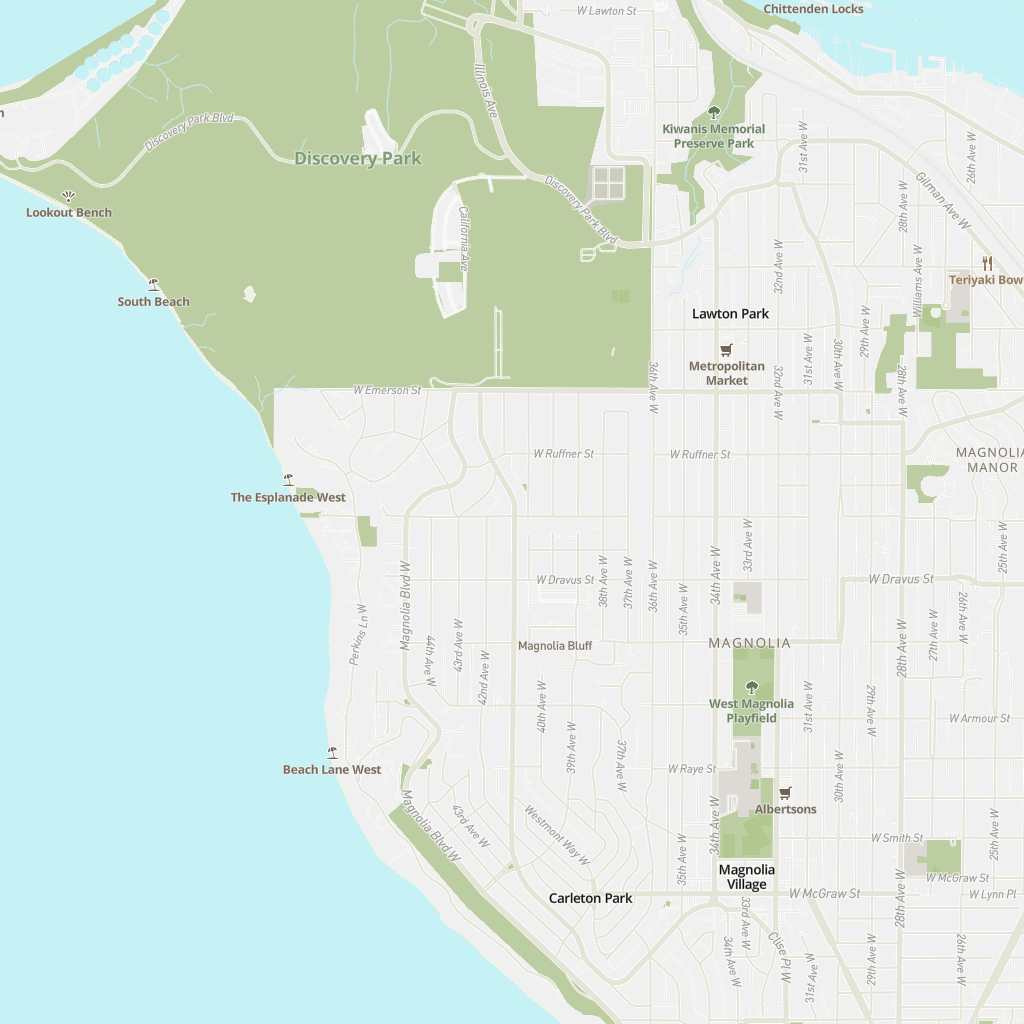 W Lawton St
Chittenden Locks
Illinois Ave
Discovery Park Blvd
Kiwanis Memorial
Preserve Park
31st Ave W
26th Ave W
Discovery Park
Gilman Ave W
Discovery Park Blvd
28th Ave W
Lookout Bench
California Ave
32nd Ave W
Williams Ave W
Teriyaki Bow
South Beach
Lawton Park
29th Ave W
Metropolitan
Market
31st Ave W
30th Ave W
36th Ave W
32nd Ave W
28th Ave W
W Emerson St
W Ruffner St
W Ruffner St
MAGNOLIA
MANOR
The Esplanade West
33rd Ave W
25th Ave W
Magnolia Blvd W
W Dravus St
38th Ave W
37th Ave W
36th Ave W
34th Ave W
35th Ave W
W Dravus St
26th Ave W
27th Ave W
Perkins Ln W
44th Ave W
43rd Ave W
Magnolia Bluff
MAGNOLIA
28th Ave W
42nd Ave W
40th Ave W
West Magnolia
Playfield
31st Ave W
29th Ave W
W Armour St
39th Ave W
37th Ave W
Beach Lane West
W Raye St
30th Ave W
Albertsons
Magnolia Blvd W
43rd Ave W
Westmont Way W
34th Ave W
35th Ave W
W Smith St
25th Ave W
Magnolia
Village
W McGraw St
W McGraw St
W Lynn Pl
Carleton Park
28th Ave W
33rd Ave W
34th Ave W
Clise Pl W
31st Ave W
29th Ave W
26th Ave W